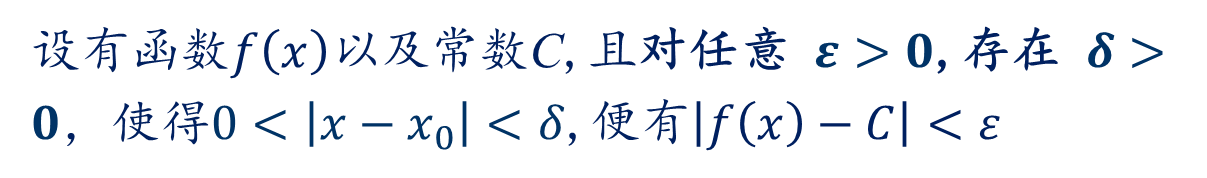 设有函数f(x)以及常数C, 且对任意 ε > 0, 存在 δ >
0，使得0 < |x − x₀| < δ, 便有|f(x) − C| < ε